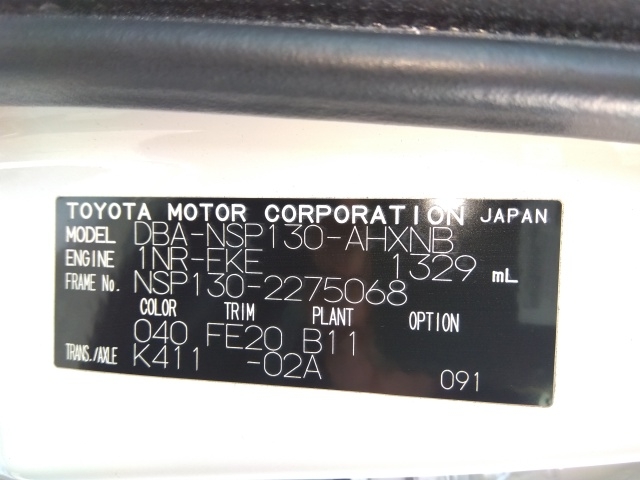 TOYOTA MOTOR CORPORATION JAPAN
MODEL DBA-NSP130-AHXNB
ENGINE 1NR-FKE 1329 mL
FRAME No. NSP130-2275068
COLOR TRIM PLANT OPTION
040 FE20 B11
TRANS./AXLE K411 -02A
091